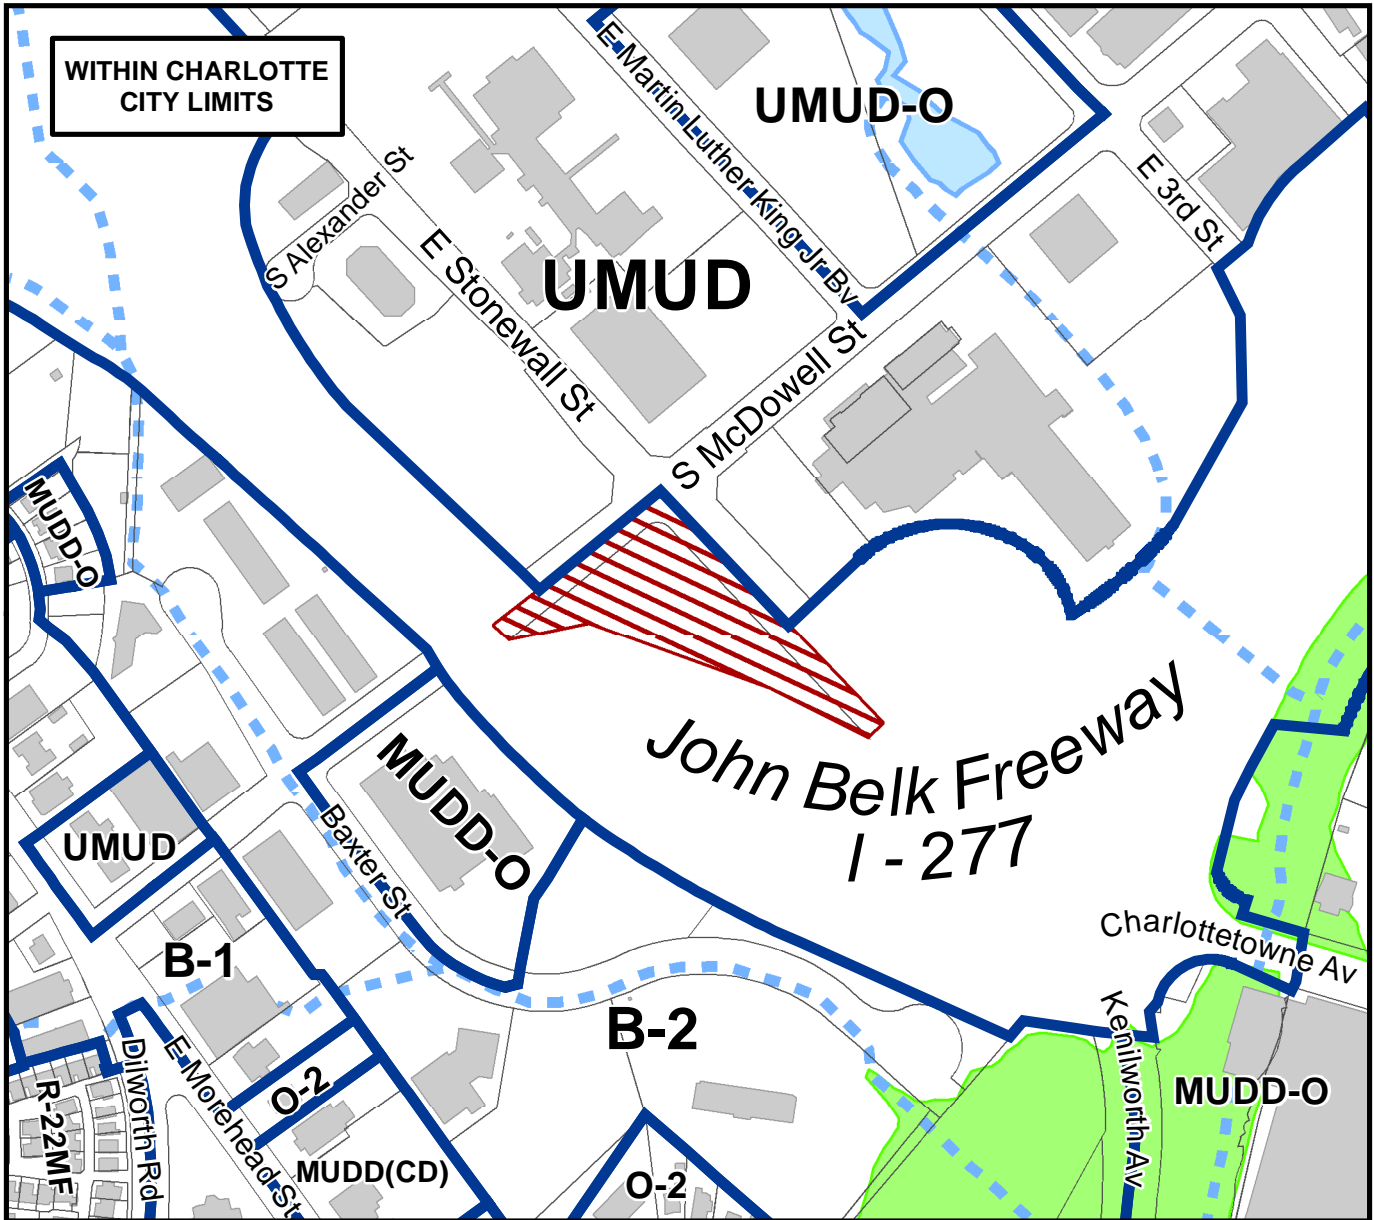 WITHIN CHARLOTTE
CITY LIMITS
E Martin Luther King Jr Bv
UMUD-O
S Alexander St
E 3rd St
E Stonewall St
UMUD
S McDowell St
MUDD-O
John Belk Freeway
I - 277
MUDD-O
UMUD
Baxter St
B-1
Charlottetowne Av
B-2
Kenilworth Av
E Morehead St
Dilworth Rd
O-2
R-22MF
MUDD-O
MUDD(CD)
O-2